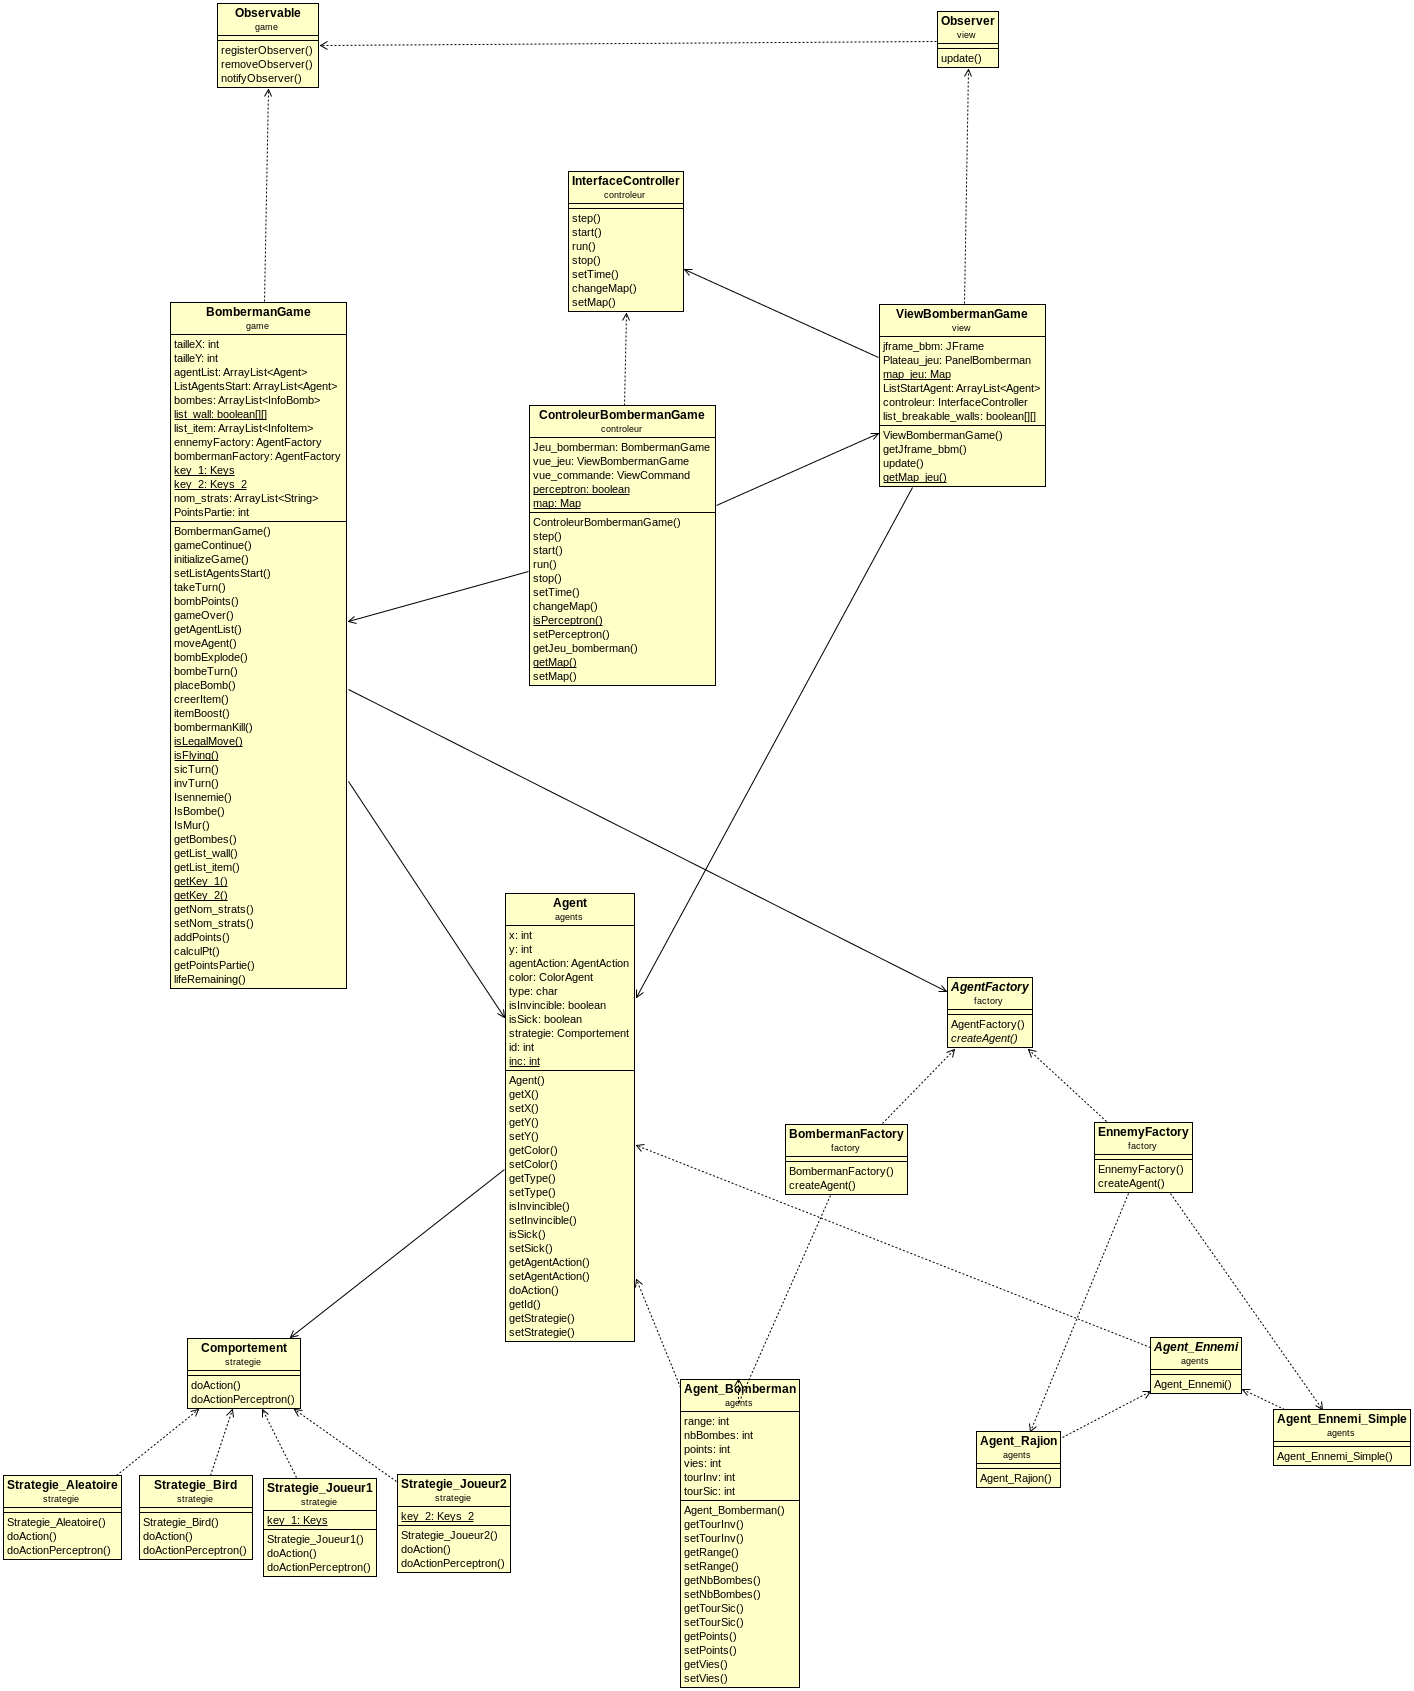 Observable
game
registerObserver()
removeObserver()
notifyObserver()
Observer
view
update()
InterfaceController
controleur
step()
start()
run()
stop()
setTime()
changeMap()
setMap()
BombermanGame
game
tailleX: int
tailleY: int
agentList: ArrayList<Agent>
ListAgentsStart: ArrayList<Agent>
bombes: ArrayList<InfoBomb>
list_wall: boolean[][]
list_item: ArrayList<InfoItem>
ennemyFactory: AgentFactory
bombermanFactory: AgentFactory
key_1: Keys
key_2: Keys_2
nom_strats: ArrayList<String>
PointsPartie: int
BombermanGame()
gameContinue()
initializeGame()
setListAgentsStart()
takeTurn()
bombPoints()
gameOver()
getAgentList()
moveAgent()
bombExplode()
bombeTurn()
placeBomb()
creerItem()
itemBoost()
bombermanKill()
isLegalMove()
isFlying()
sicTurn()
invTurn()
Isennemie()
IsBombe()
IsMur()
getBombes()
getList_wall()
getList_item()
getKey_1()
getKey_2()
getNom_strats()
setNom_strats()
addPoints()
calculPt()
getPointsPartie()
lifeRemaining()
ViewBombermanGame
view
jframe_bbm: JFrame
Plateau_jeu: PanelBomberman
map_jeu: Map
ListStartAgent: ArrayList<Agent>
controleur: InterfaceController
list_breakable_walls: boolean[][]
ViewBombermanGame()
getJframe_bbm()
update()
getMap_jeu()
ControleurBombermanGame
controleur
Jeu_bomberman: BombermanGame
vue_jeu: ViewBombermanGame
vue_commande: ViewCommand
perceptron: boolean
map: Map
ControleurBombermanGame()
step()
start()
run()
stop()
setTime()
changeMap()
isPerceptron()
setPerceptron()
getJeu_bomberman()
getMap()
setMap()
Agent
agents
x: int
y: int
agentAction: AgentAction
color: ColorAgent
type: char
isInvincible: boolean
isSick: boolean
strategie: Comportement
id: int
inc: int
Agent()
getX()
setX()
getY()
setY()
getColor()
setColor()
getType()
setType()
isInvincible()
setInvincible()
isSick()
setSick()
getAgentAction()
setAgentAction()
doAction()
getId()
getStrategie()
setStrategie()
AgentFactory
factory
AgentFactory()
createAgent()
BombermanFactory
factory
BombermanFactory()
createAgent()
EnnemyFactory
factory
EnnemyFactory()
createAgent()
Comportement
strategie
doAction()
doActionPerceptron()
Agent_Ennemi
agents
Agent_Ennemi()
Agent_Bomberman
agents
range: int
nbBombes: int
points: int
vies: int
tourInv: int
tourSic: int
Agent_Bomberman()
getTourInv()
setTourInv()
getRange()
setRange()
getNbBombes()
setNbBombes()
getTourSic()
setTourSic()
getPoints()
setPoints()
getVies()
setVies()
Agent_Rajion
agents
Agent_Rajion()
Agent_Ennemi_Simple
agents
Agent_Ennemi_Simple()
Strategie_Aleatoire
strategie
Strategie_Aleatoire()
doAction()
doActionPerceptron()
Strategie_Bird
strategie
Strategie_Bird()
doAction()
doActionPerceptron()
Strategie_Joueur1
strategie
key_1: Keys
Strategie_Joueur1()
doAction()
doActionPerceptron()
Strategie_Joueur2
strategie
key_2: Keys_2
Strategie_Joueur2()
doAction()
doActionPerceptron()